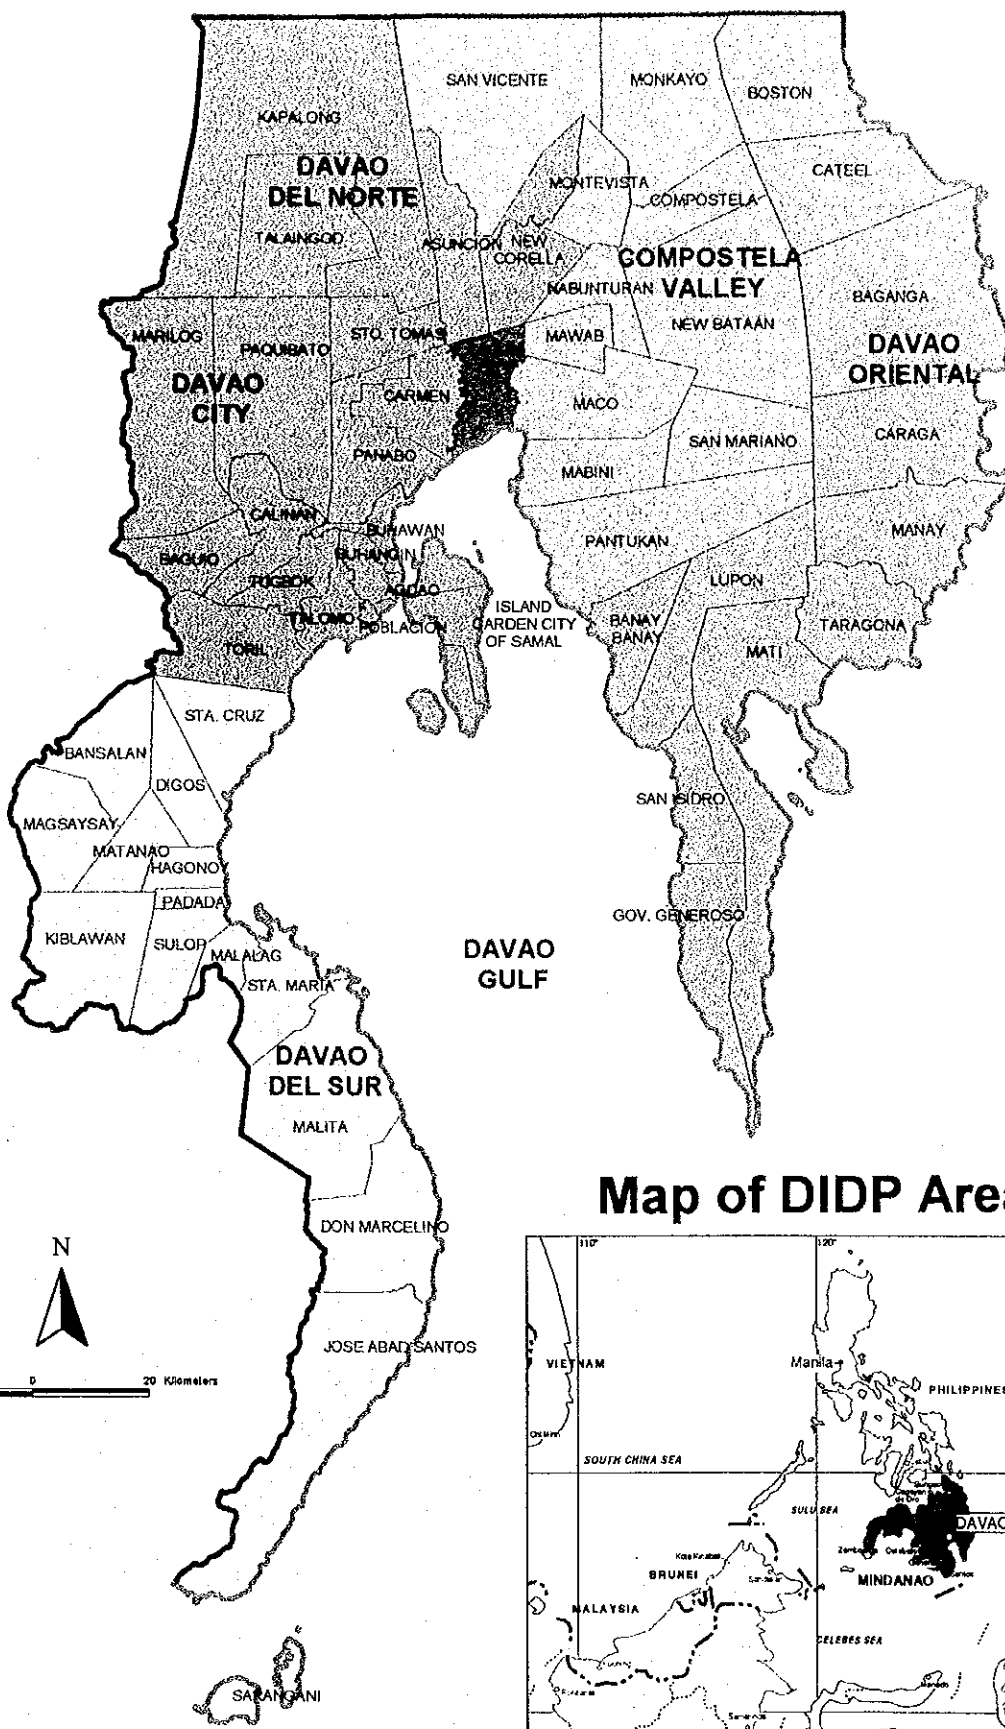 SAN VICENTE
MONKAYO
BOSTON
KAPALONG
DAVAO
DEL NORTE
MONTEVISTA
CATEEL
COMPOSTELA
TALAINGOD
ASUNCION
NEW
CORELLA
COMPOSTELA
VALLEY
NABUNTURAN
BAGANGA
MARILOG
PAQUIBATO
STO. TOMAS
MAWAB
NEW BATAAN
DAVAO
ORIENTAL
DAVAO
CITY
CARMEN
MACO
CARAGA
PANABO
MABINI
SAN MARIANO
CALINAN
BUNAWAN
PANTUKAN
MANAY
BAGUIO
TUGBOK
BUHANGIN
AGDAO
LUPON
ISLAND
GARDEN CITY
OF SAMAL
TALOMO
POBLACION
BANAY
BANAY
TARAGONA
TORIL
MATI
STA. CRUZ
BANSALAN
DIGOS
SAN ISIDRO
MAGSAYSAY
MATANAO
HAGONOY
PADADA
KIBLAWAN
SULOP
MALALAG
STA. MARIA
GOV. GENEROSO
DAVAO
GULF
DAVAO
DEL SUR
MALITA
DON MARCELINO
JOSE ABAD SANTOS
SARANGANI
N
0 20 Kilometers
Map of DIDP Area
110°
120°
VIETNAM
Manila
PHILIPPINES
SOUTH CHINA SEA
SULU SEA
DAVAO
BRUNEI
MINDANAO
MALAYSIA
CELEBES SEA